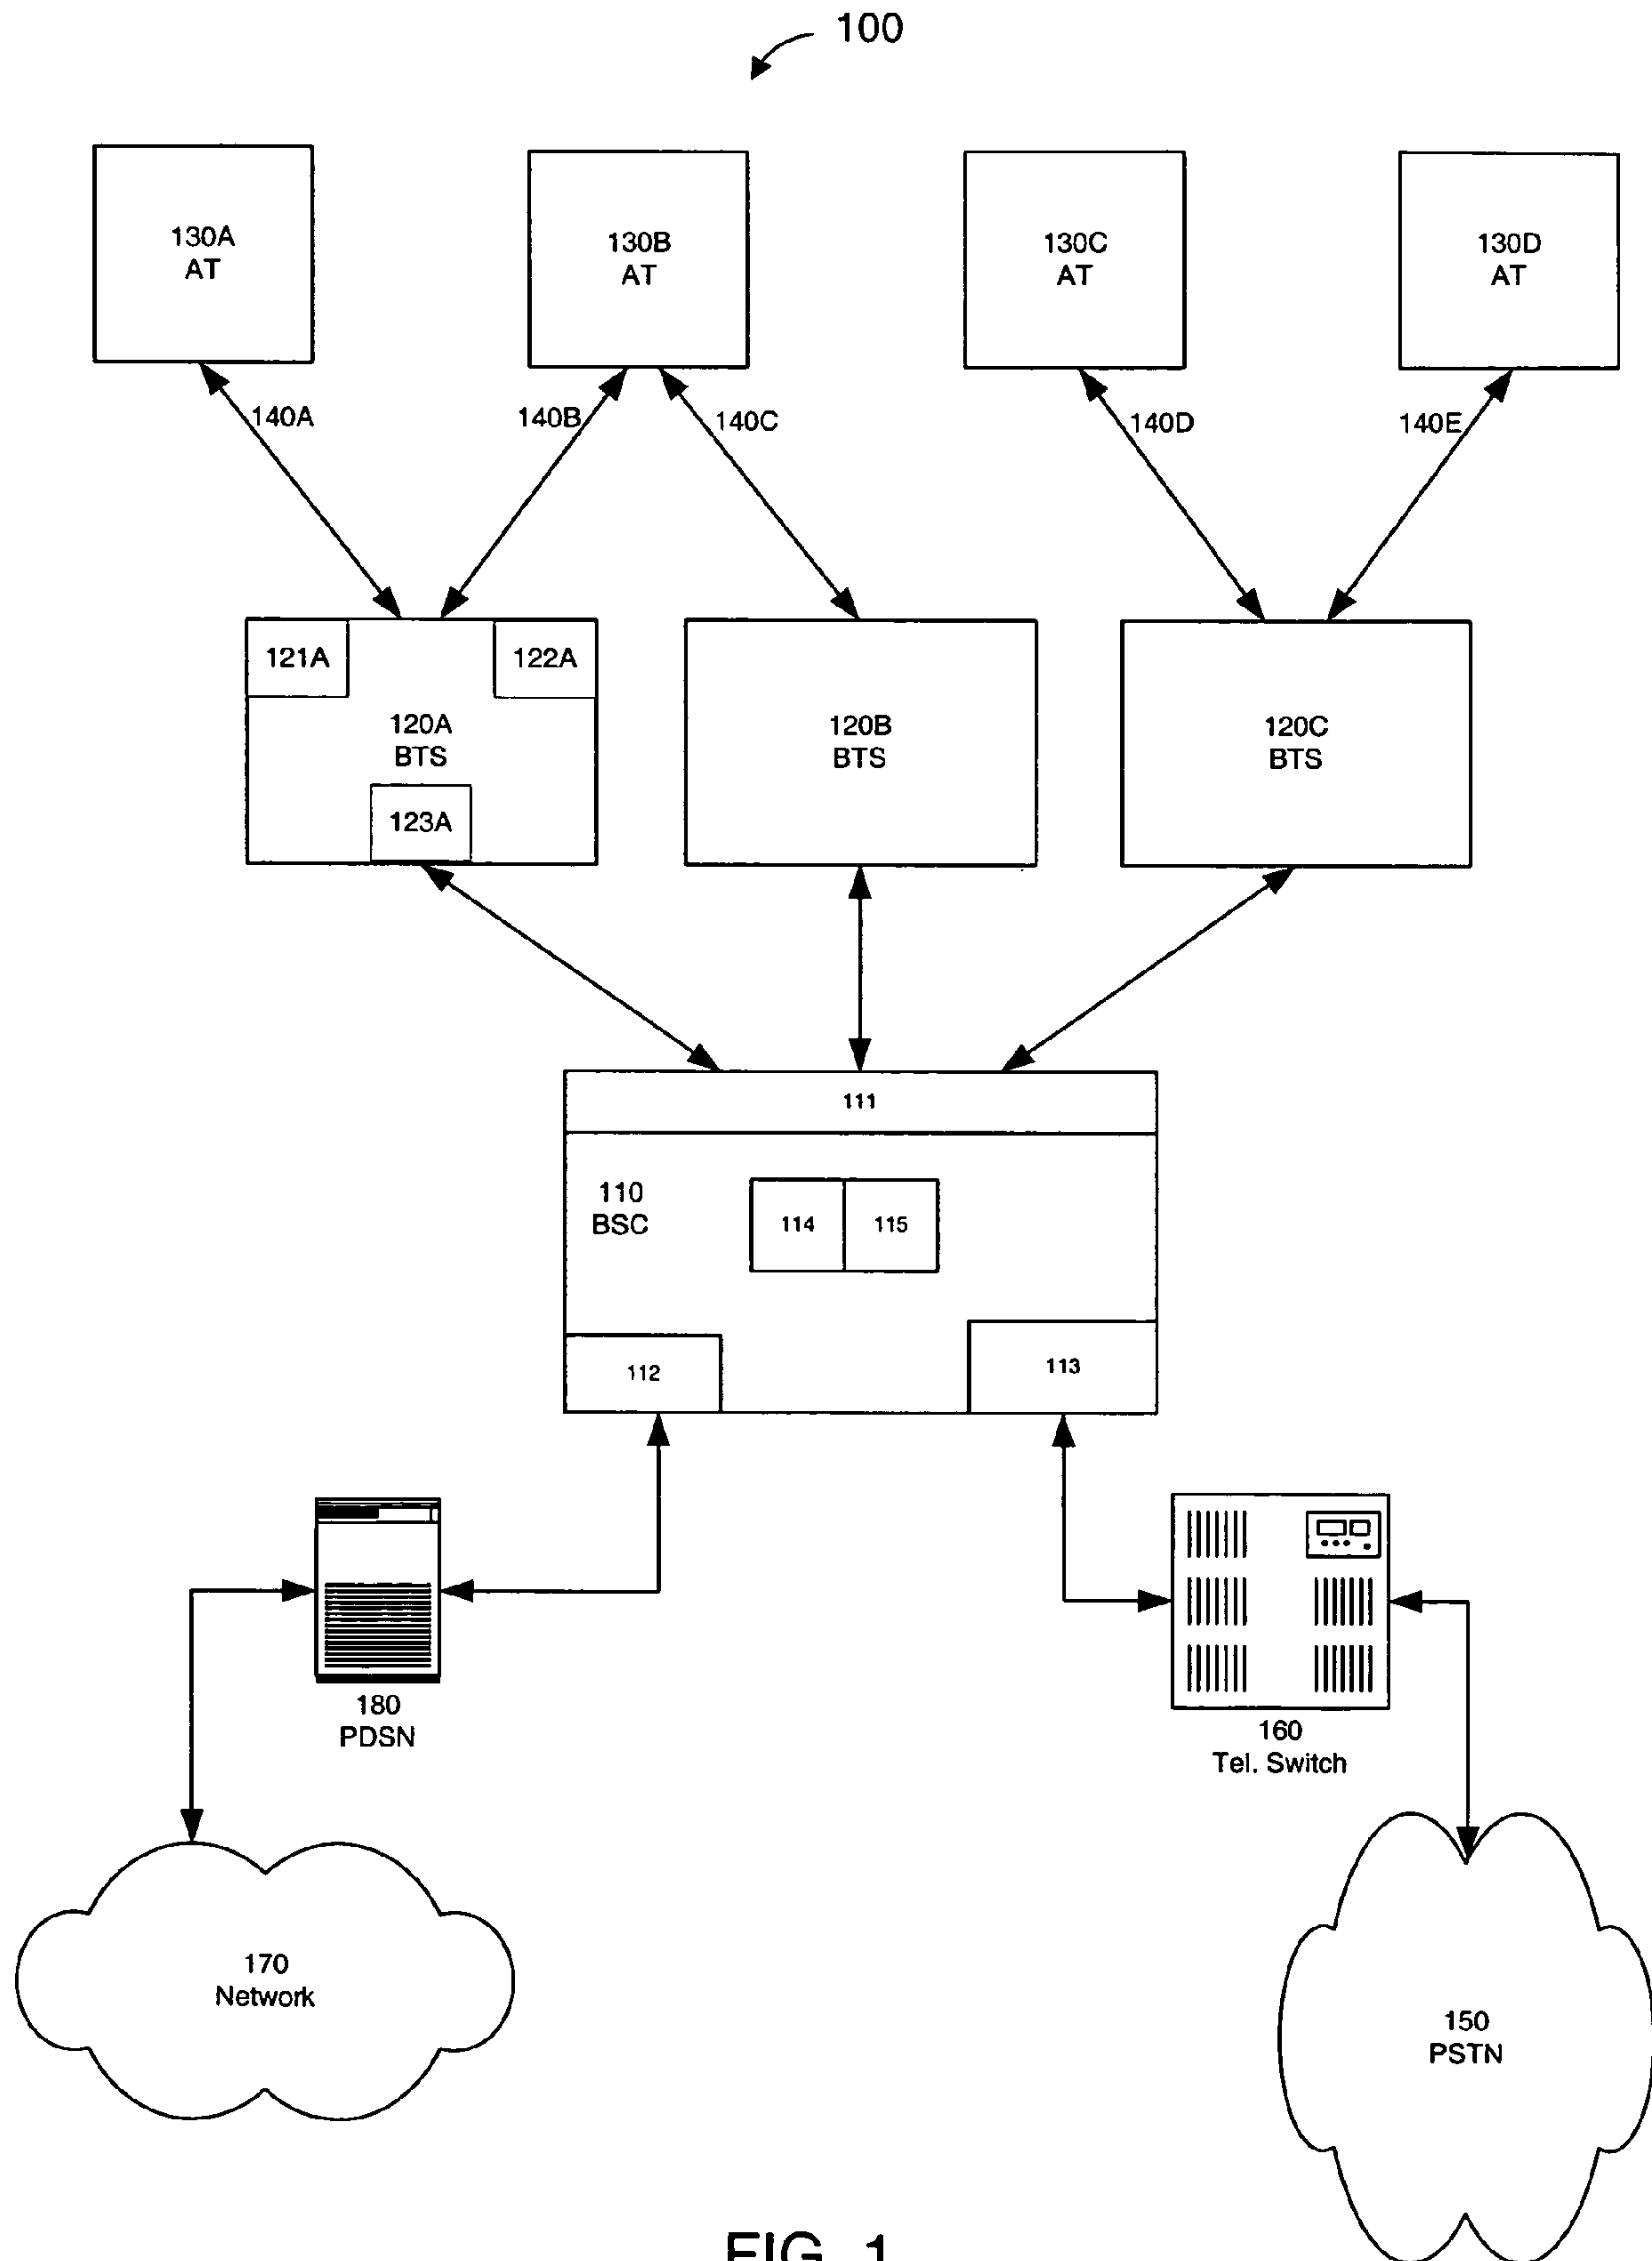 100
130A
AT
130B
AT
130C
AT
130D
AT
140A
140B
140C
140D
140E
121A
122A
120A
BTS
123A
120B
BTS
120C
BTS
111
110
BSC
114
115
112
113
180
PDSN
160
Tel. Switch
170
Network
150
PSTN
FIG. 1